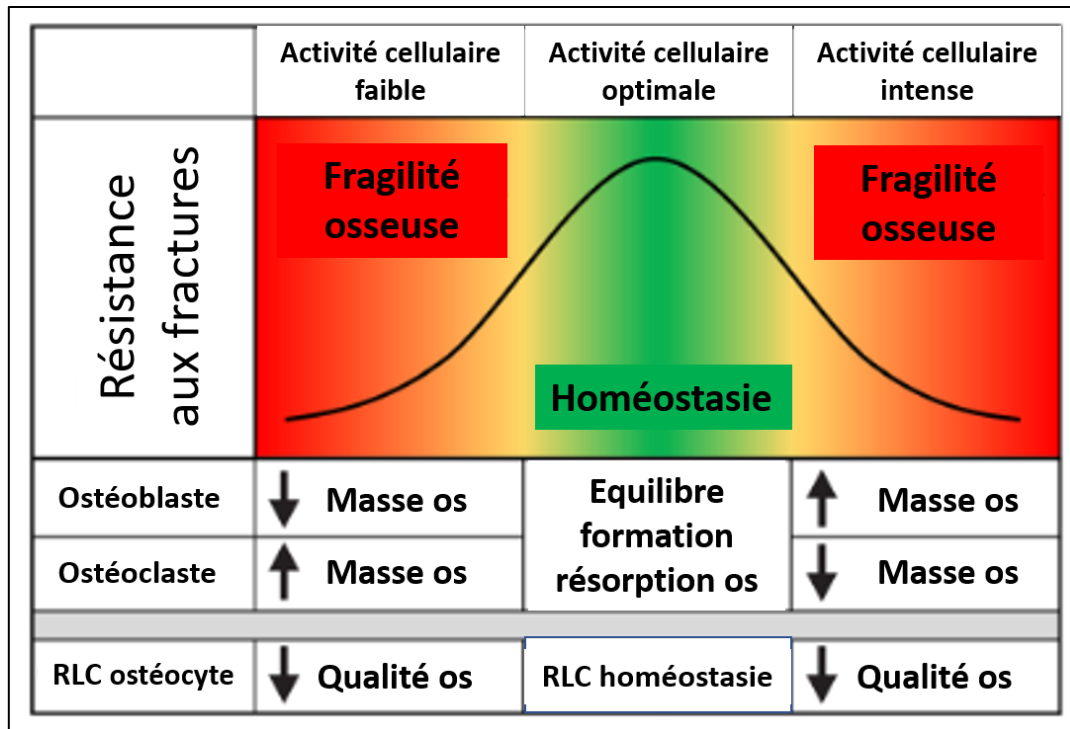 Activité cellulaire
faible
Activité cellulaire
optimale
Activité cellulaire
intense
Résistance
aux fractures
Fragilité
osseuse
Fragilité
osseuse
Homéostasie
Ostéoblaste
Masse os
Equilibre
formation
résorption os
Masse os
Ostéoclaste
Masse os
Masse os
RLC ostéocyte
Qualité os
RLC homéostasie
Qualité os